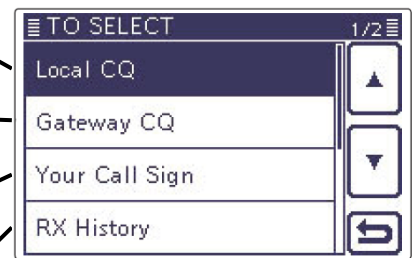 TO SELECT 1/2
Local CQ
Gateway CQ
Your Call Sign
RX History